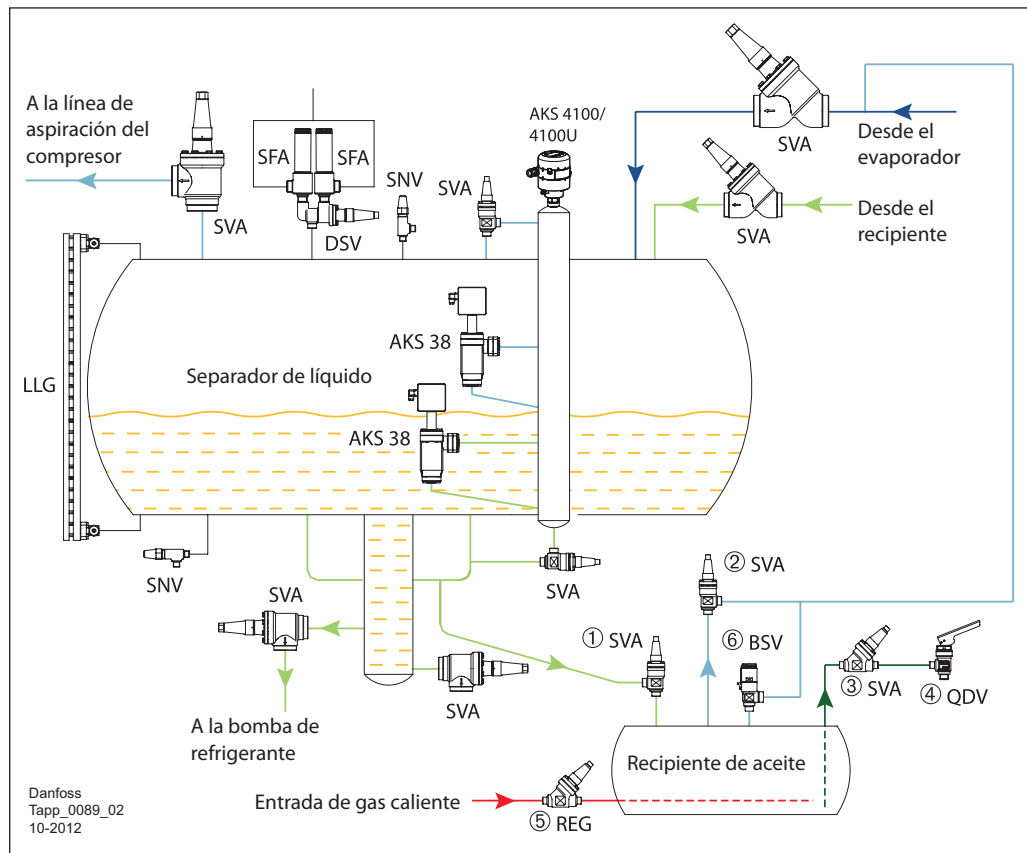 A la línea de
aspiración del
compresor
SVA
SFA
SFA
DSV
SNV
SVA
AKS 4100/
4100U
SVA
Desde el
evaporador
SVA
Desde el
recipiente
LLG
AKS 38
Separador de líquido
AKS 38
SNV
SVA
SVA
SVA
A la bomba de
refrigerante
① SVA
② SVA
⑥ BSV
③ SVA
④ QDV
Recipiente de aceite
Entrada de gas caliente
⑤ REG
Danfoss
Tapp_0089_02
10-2012